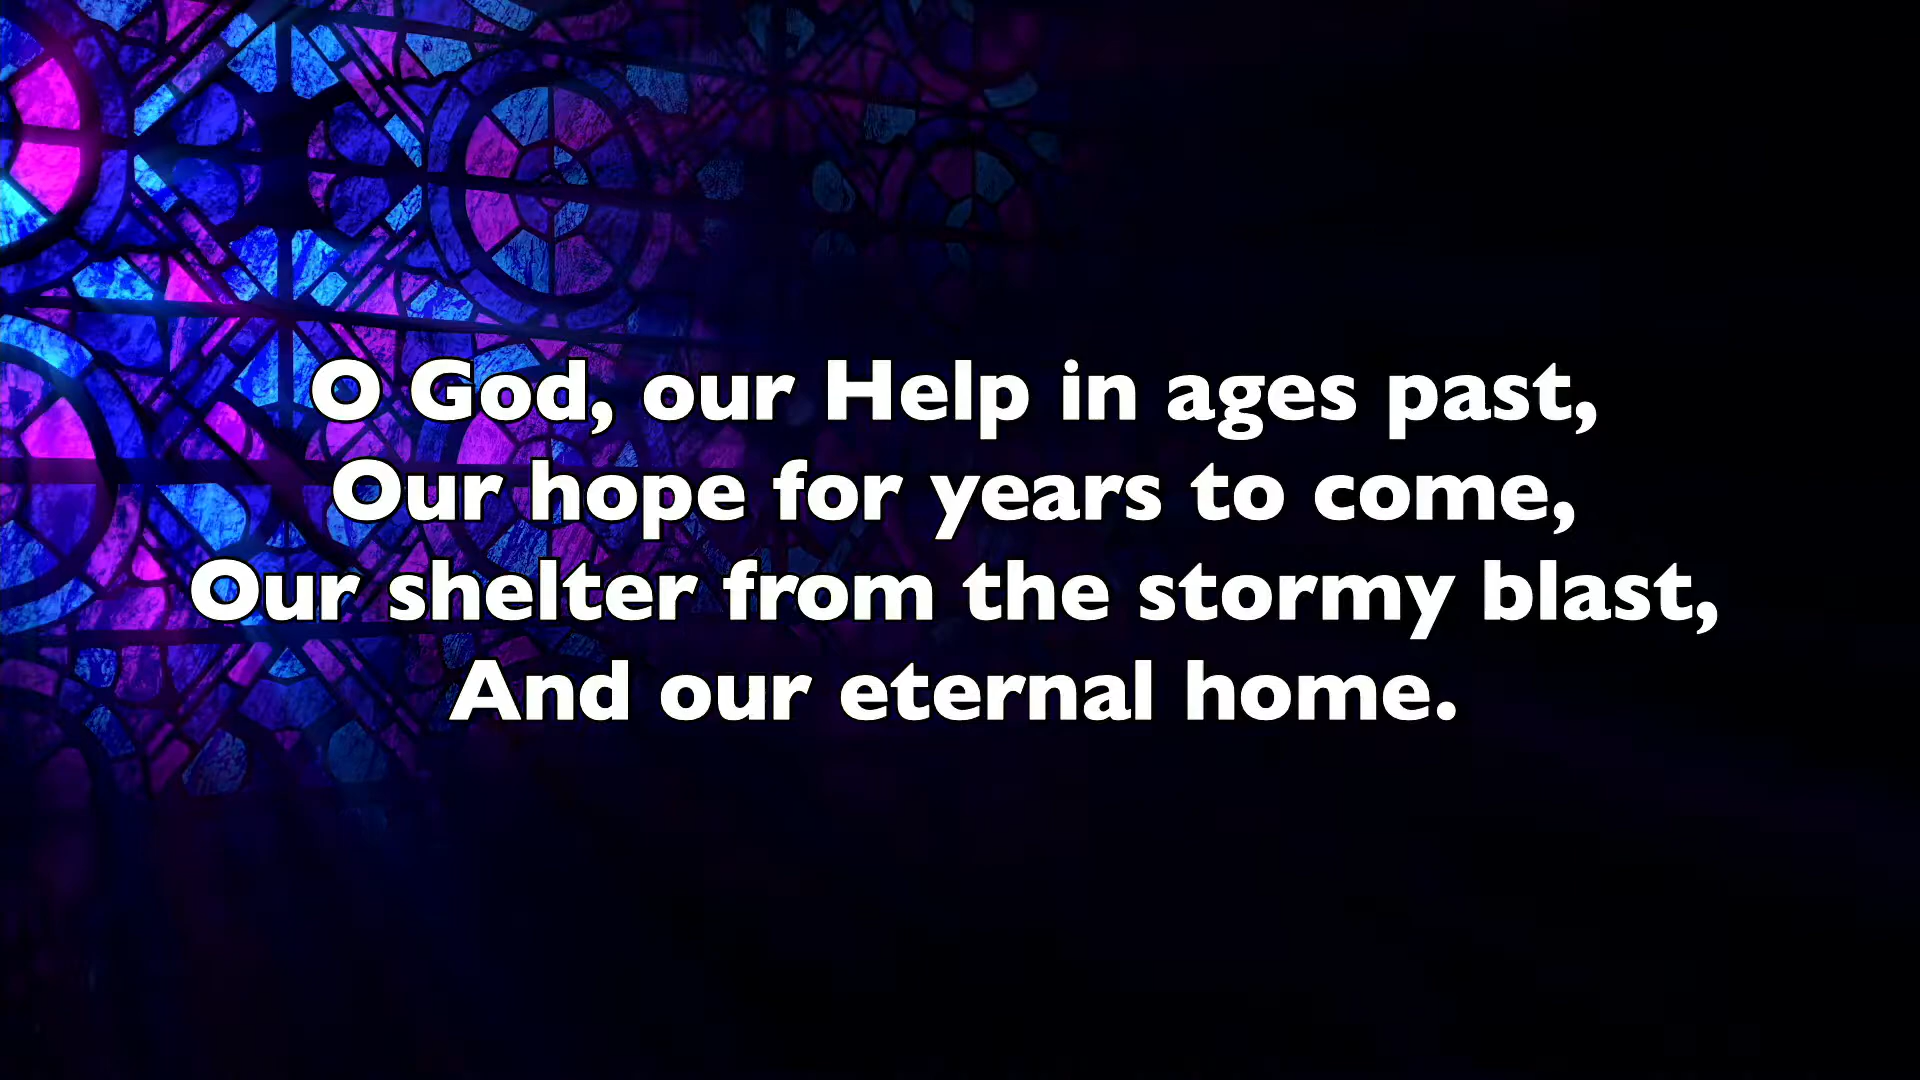 O God, our Help in ages past,
Our hope for years to come,
Our shelter from the stormy blast,
And our eternal home.